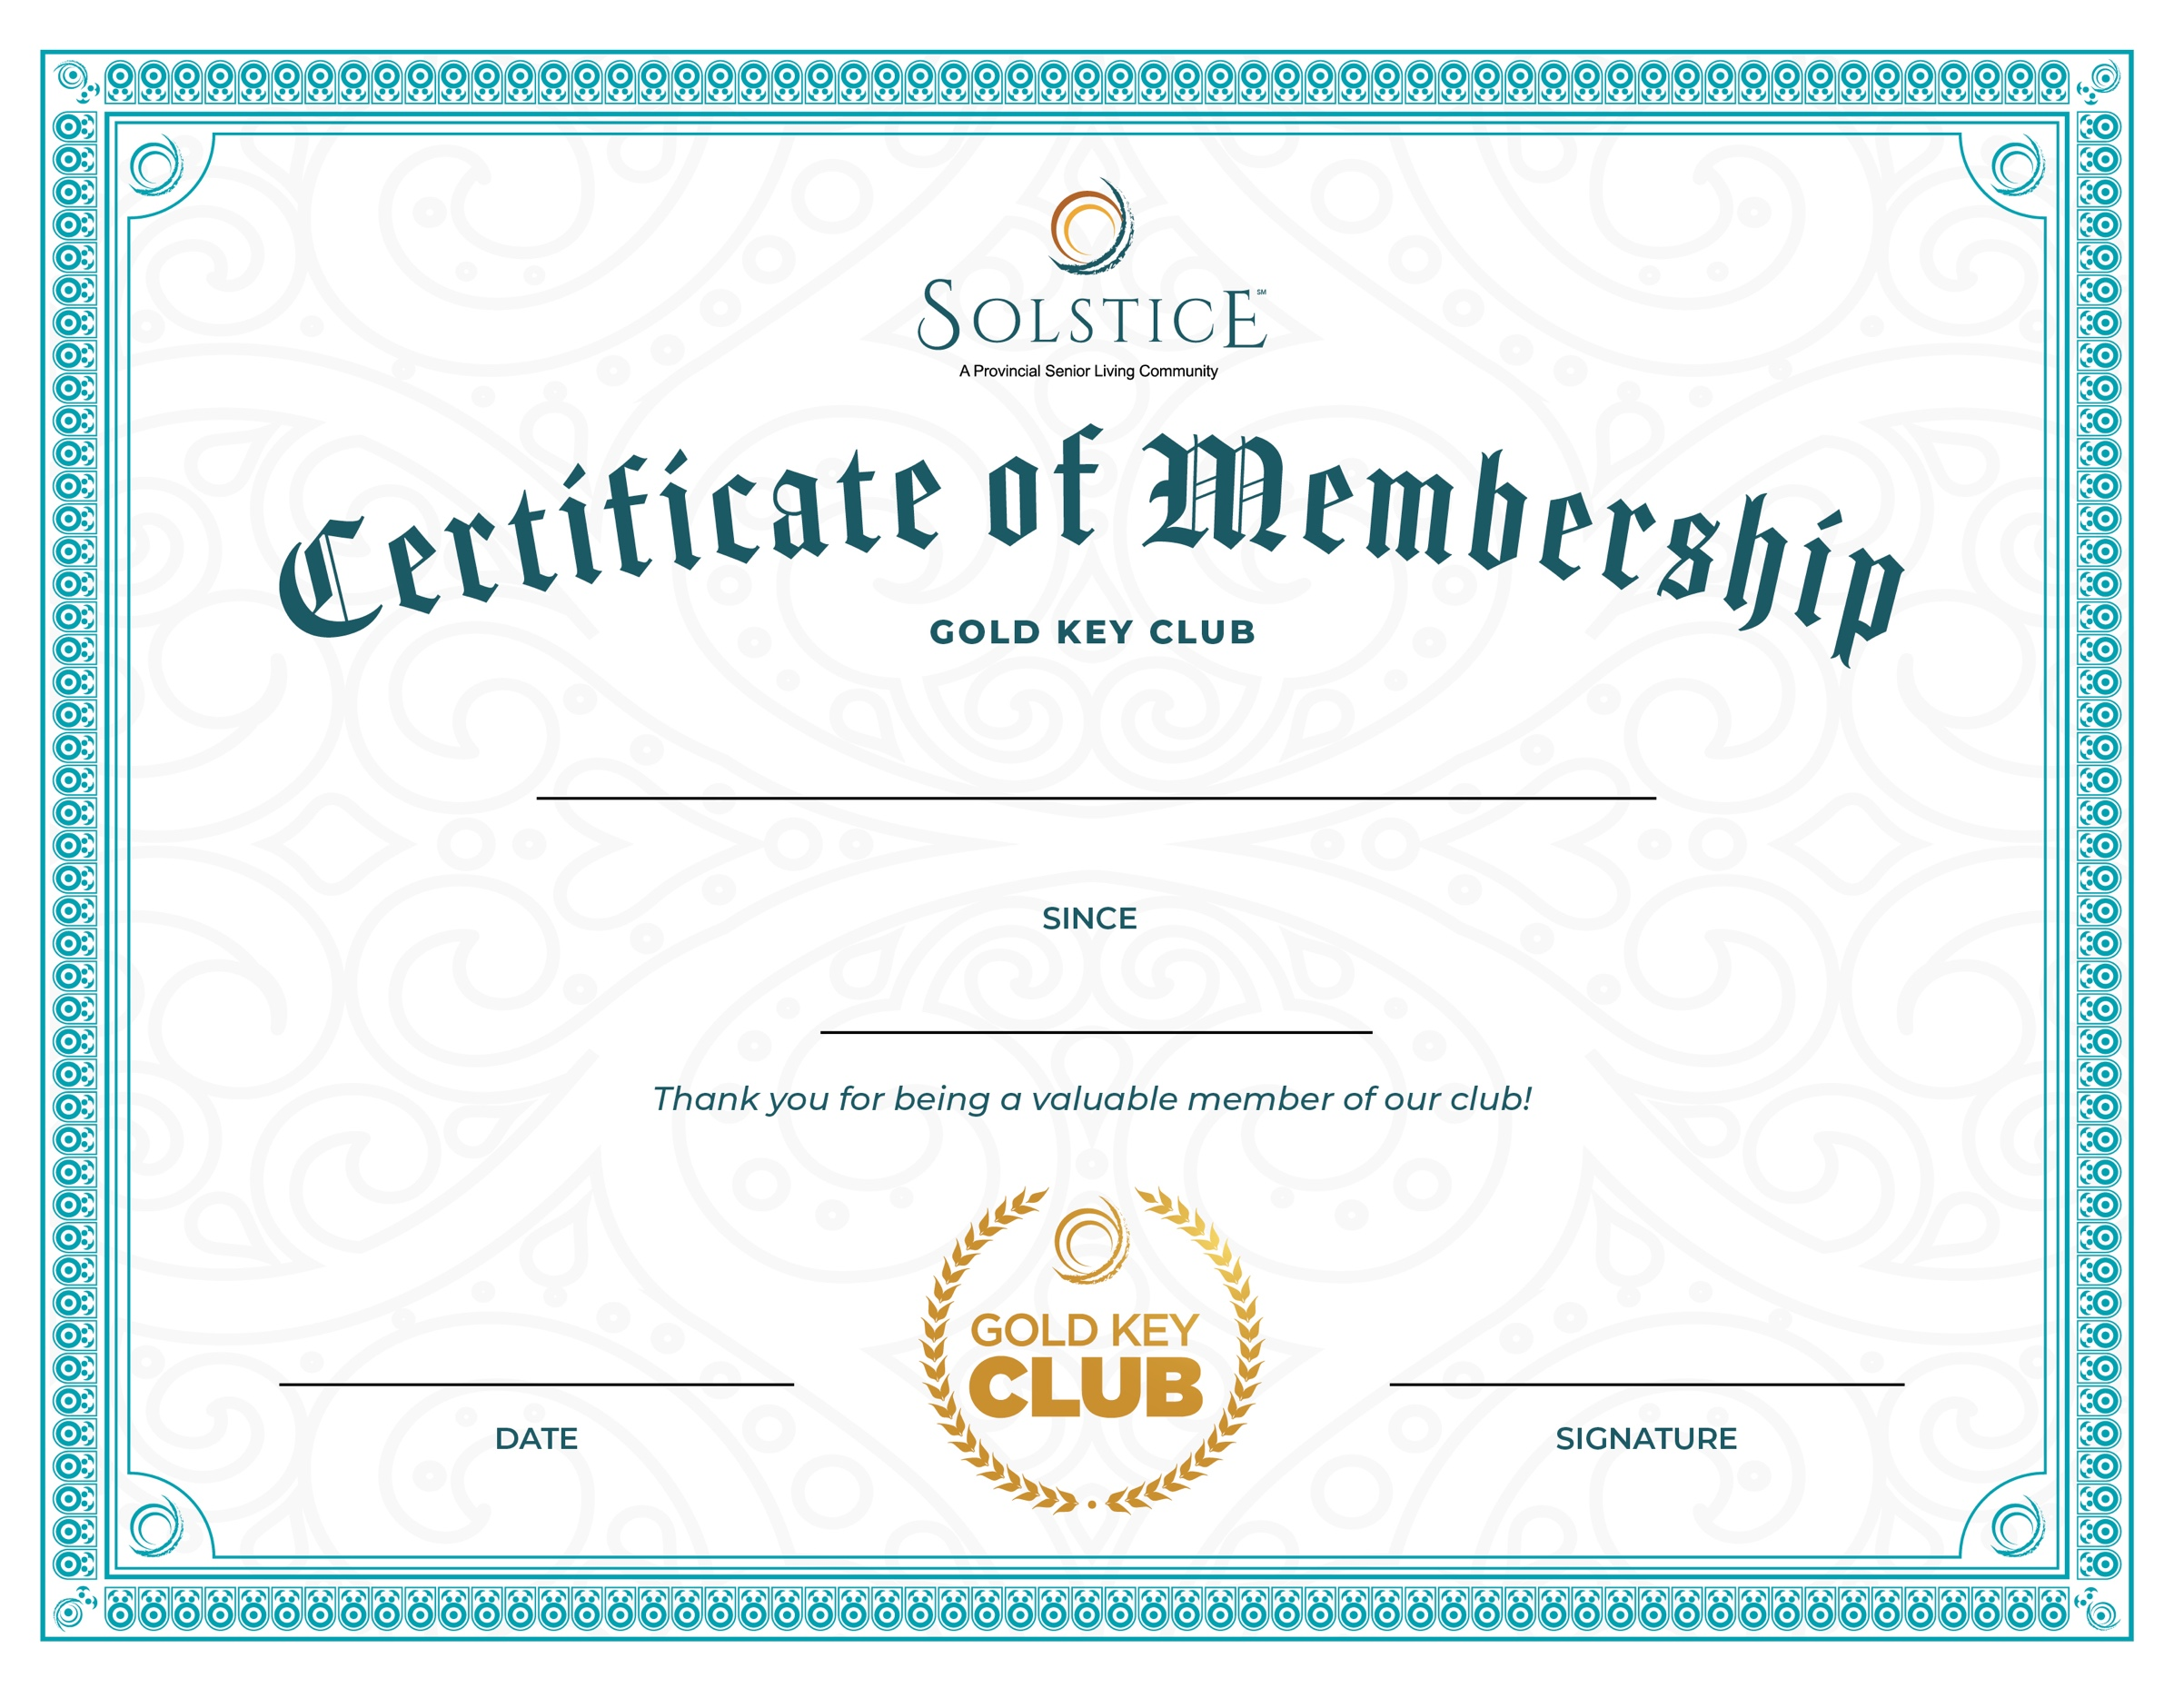 SOLSTICE℠
A Provincial Senior Living Community
Certificate of Membership
GOLD KEY CLUB
SINCE
Thank you for being a valuable member of our club!
GOLD KEY
CLUB
DATE
SIGNATURE